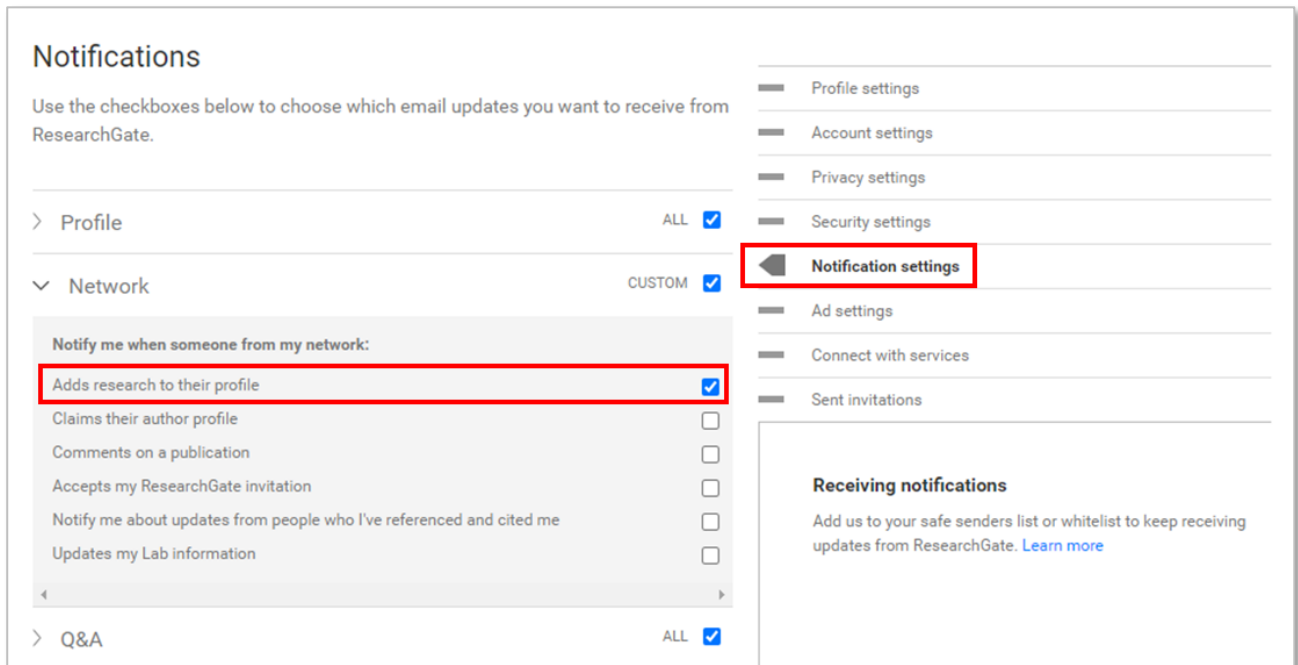 Notifications
Use the checkboxes below to choose which email updates you want to receive from
ResearchGate.
Profile
ALL
Network
CUSTOM
Notify me when someone from my network:
Adds research to their profile
Claims their author profile
Comments on a publication
Accepts my ResearchGate invitation
Notify me about updates from people who I've referenced and cited me
Updates my Lab information
Q&A
ALL
Profile settings
Account settings
Privacy settings
Security settings
Notification settings
Ad settings
Connect with services
Sent invitations
Receiving notifications
Add us to your safe senders list or whitelist to keep receiving
updates from ResearchGate. Learn more